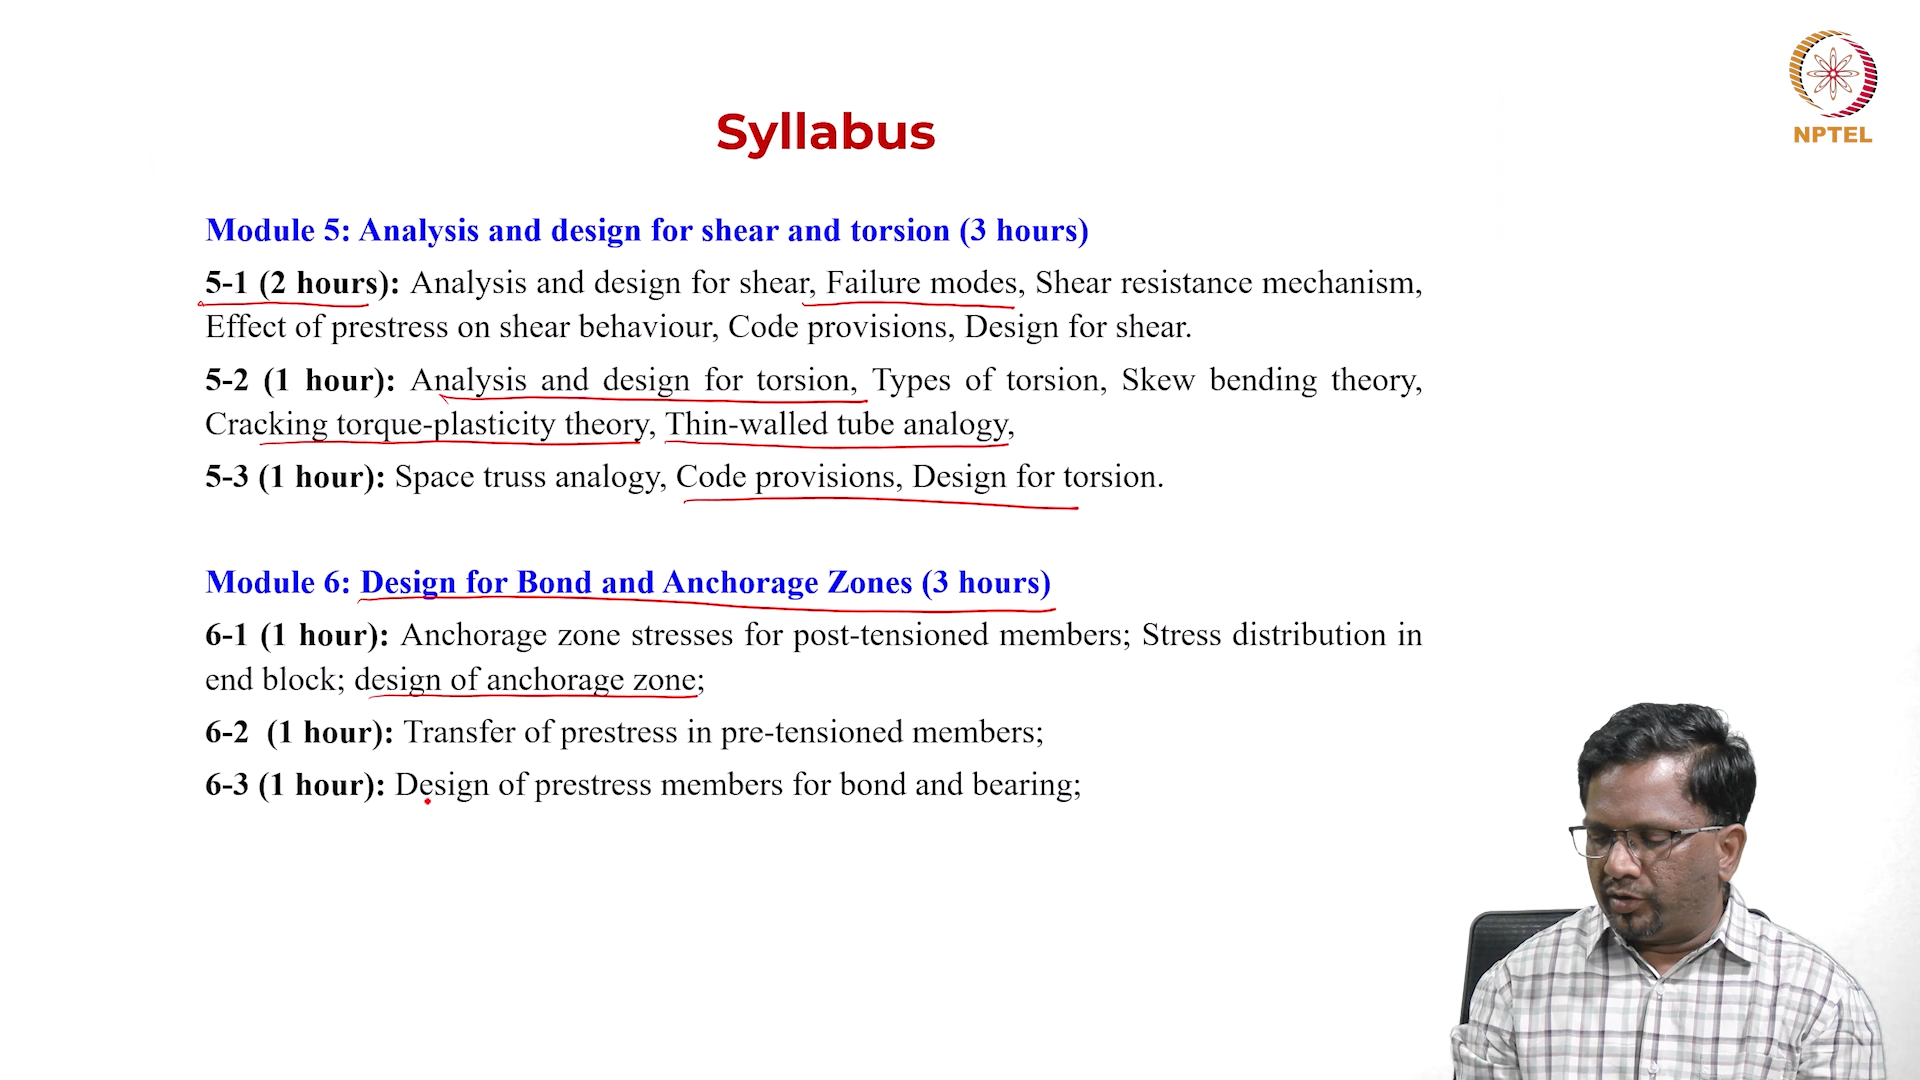 NPTEL
Syllabus
Module 5: Analysis and design for shear and torsion (3 hours)
5-1 (2 hours): Analysis and design for shear, Failure modes, Shear resistance mechanism,
Effect of prestress on shear behaviour, Code provisions, Design for shear.
5-2 (1 hour): Analysis and design for torsion, Types of torsion, Skew bending theory,
Cracking torque-plasticity theory, Thin-walled tube analogy,
5-3 (1 hour): Space truss analogy, Code provisions, Design for torsion.
Module 6: Design for Bond and Anchorage Zones (3 hours)
6-1 (1 hour): Anchorage zone stresses for post-tensioned members; Stress distribution in
end block; design of anchorage zone;
6-2 (1 hour): Transfer of prestress in pre-tensioned members;
6-3 (1 hour): Design of prestress members for bond and bearing;